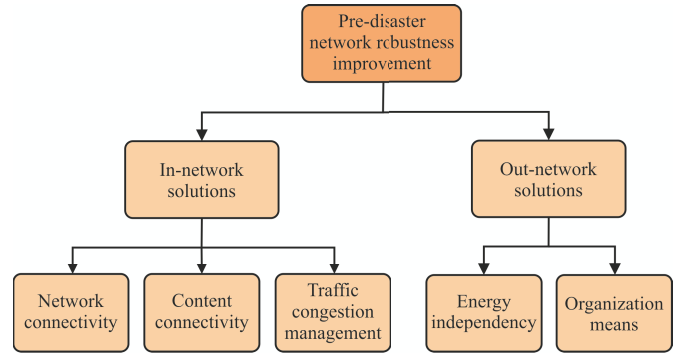 Pre-disaster
network robustness
improvement
In-network
solutions
Out-network
solutions
Network
connectivity
Content
connectivity
Traffic
congestion
management
Energy
independency
Organization
means